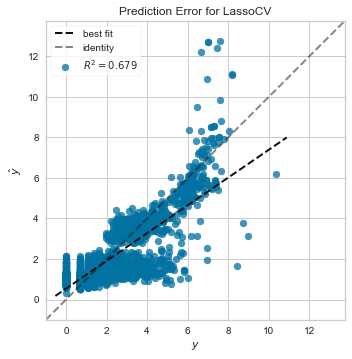 Prediction Error for LassoCV
best fit
identity
R² = 0.679
ŷ
12
10
8
6
4
2
0
0 2 4 6 8 10 12
y